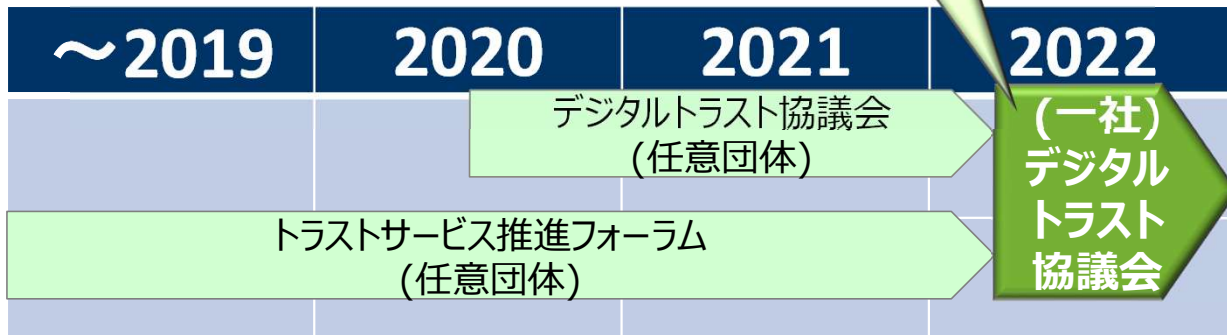 ～2019
2020
2021
2022
デジタルトラスト協議会
(任意団体)
(一社)
デジタル
トラスト
協議会
トラストサービス推進フォーラム
(任意団体)